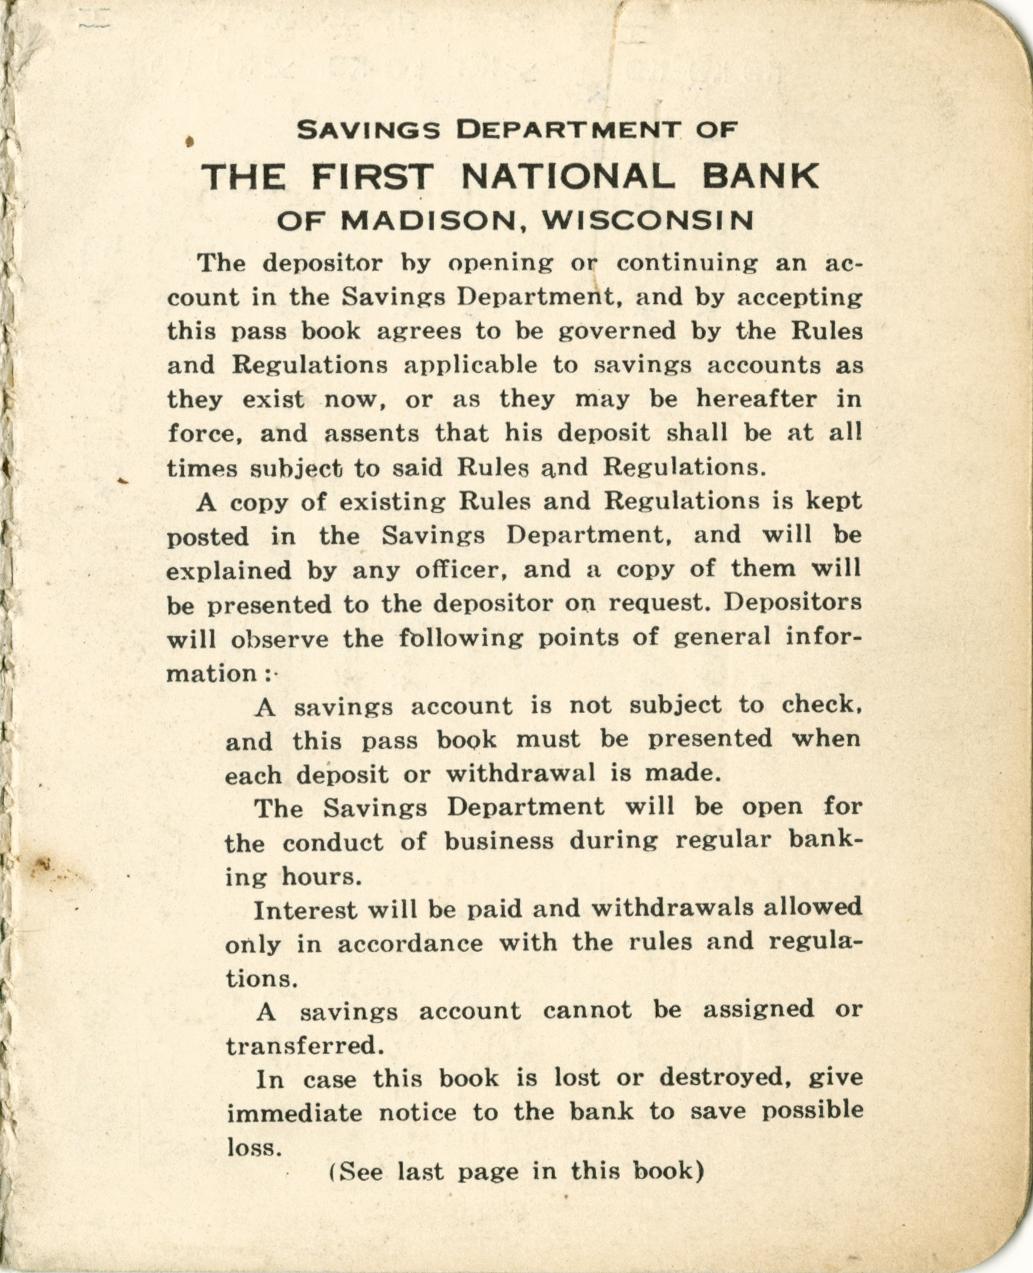 SAVINGS DEPARTMENT OF
THE FIRST NATIONAL BANK
OF MADISON, WISCONSIN
The depositor by opening or continuing an ac-
count in the Savings Department, and by accepting
this pass book agrees to be governed by the Rules
and Regulations applicable to savings accounts as
they exist now, or as they may be hereafter in
force, and assents that his deposit shall be at all
times subject to said Rules and Regulations.
A copy of existing Rules and Regulations is kept
posted in the Savings Department, and will be
explained by any officer, and a copy of them will
be presented to the depositor on request. Depositors
will observe the following points of general infor-
mation:-
A savings account is not subject to check,
and this pass book must be presented when
each deposit or withdrawal is made.
The Savings Department will be open for
the conduct of business during regular bank-
ing hours.
Interest will be paid and withdrawals allowed
only in accordance with the rules and regula-
tions.
A savings account cannot be assigned or
transferred.
In case this book is lost or destroyed, give
immediate notice to the bank to save possible
loss.
(See last page in this book)